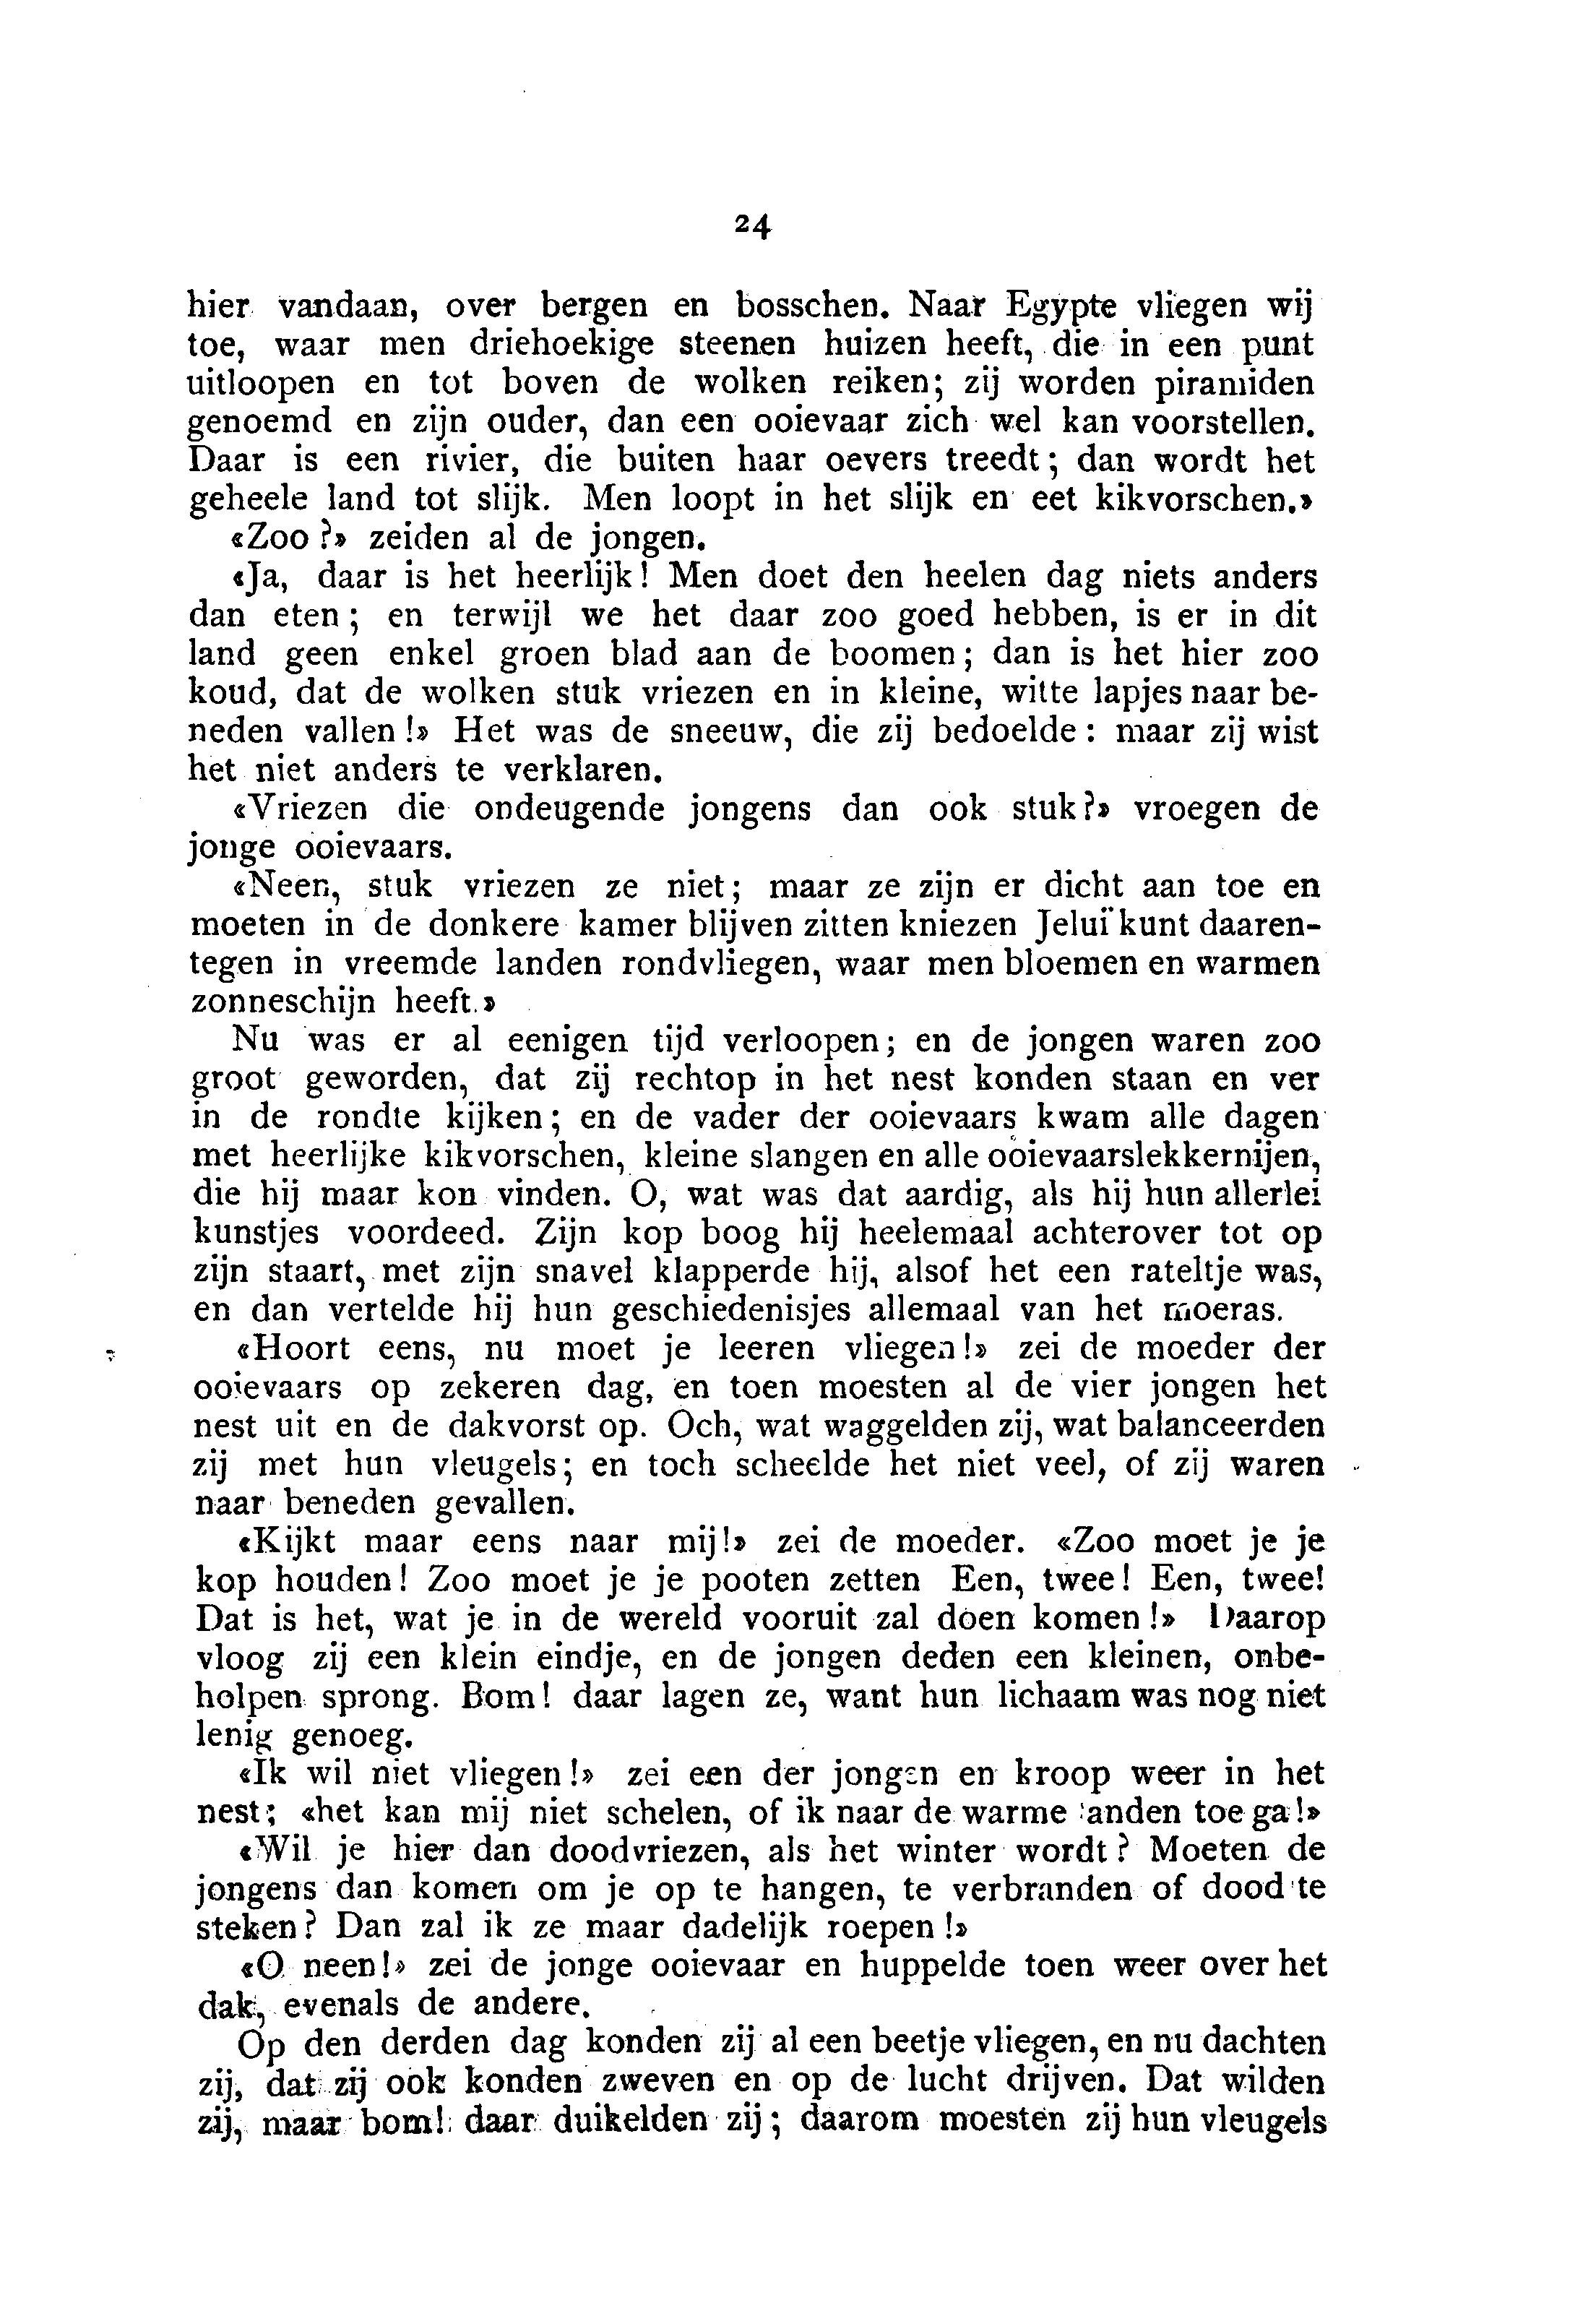 24
hier vandaan, over bergen en bosschen. Naar Egypte vliegen wij
toe, waar men driehoekige steenen huizen heeft, die in een punt
uitloopen en tot boven de wolken reiken; zij worden piramiden
genoemd en zijn ouder, dan een ooievaar zich wel kan voorstellen.
Daar is een rivier, die buiten haar oevers treedt; dan wordt het
geheele land tot slijk. Men loopt in het slijk en eet kikvorschen.»
«Zoo?» zeiden al de jongen.
«Ja, daar is het heerlijk! Men doet den heelen dag niets anders
dan eten; en terwijl we het daar zoo goed hebben, is er in dit
land geen enkel groen blad aan de boomen; dan is het hier zoo
koud, dat de wolken stuk vriezen en in kleine, witte lapjes naar be-
neden vallen!» Het was de sneeuw, die zij bedoelde: maar zij wist
het niet anders te verklaren.
«Vriezen die ondeugende jongens dan ook stuk?» vroegen de
jonge ooievaars.
«Neen, stuk vriezen ze niet; maar ze zijn er dicht aan toe en
moeten in de donkere kamer blijven zitten kniezen Jelui kunt daaren-
tegen in vreemde landen rondvliegen, waar men bloemen en warmen
zonneschijn heeft.»
Nu was er al eenigen tijd verloopen; en de jongen waren zoo
groot geworden, dat zij rechtop in het nest konden staan en ver
in de rondte kijken; en de vader der ooievaars kwam alle dagen
met heerlijke kikvorschen, kleine slangen en alle ooievaarslekkernijen,
die hij maar kon vinden. O, wat was dat aardig, als hij hun allerlei
kunstjes voordeed. Zijn kop boog hij heelemaal achterover tot op
zijn staart, met zijn snavel klapperde hij, alsof het een rateltje was,
en dan vertelde hij hun geschiedenisjes allemaal van het moeras.
«Hoort eens, nu moet je leeren vliegen!» zei de moeder der
ooievaars op zekeren dag, en toen moesten al de vier jongen het
nest uit en de dakvorst op. Och, wat waggelden zij, wat balanceerden
zij met hun vleugels; en toch scheelde het niet veel, of zij waren
naar beneden gevallen.
«Kijkt maar eens naar mij!» zei de moeder. «Zoo moet je je
kop houden! Zoo moet je je pooten zetten Een, twee! Een, twee!
Dat is het, wat je in de wereld vooruit zal doen komen!» Daarop
vloog zij een klein eindje, en de jongen deden een kleinen, onbe-
holpen sprong. Bom! daar lagen ze, want hun lichaam was nog niet
lenig genoeg.
«Ik wil niet vliegen!» zei een der jongen en kroop weer in het
nest; «het kan mij niet schelen, of ik naar de warme landen toe ga!»
«Wil je hier dan doodvriezen, als het winter wordt? Moeten de
jongens dan komen om je op te hangen, te verbranden of dood te
steken? Dan zal ik ze maar dadelijk roepen!»
«O neen!» zei de jonge ooievaar en huppelde toen weer over het
dak, evenals de andere.
Op den derden dag konden zij al een beetje vliegen, en nu dachten
zij, dat zij ook konden zweven en op de lucht drijven. Dat wilden
zij, maar bom! daar duikelden zij; daarom moesten zij hun vleugels